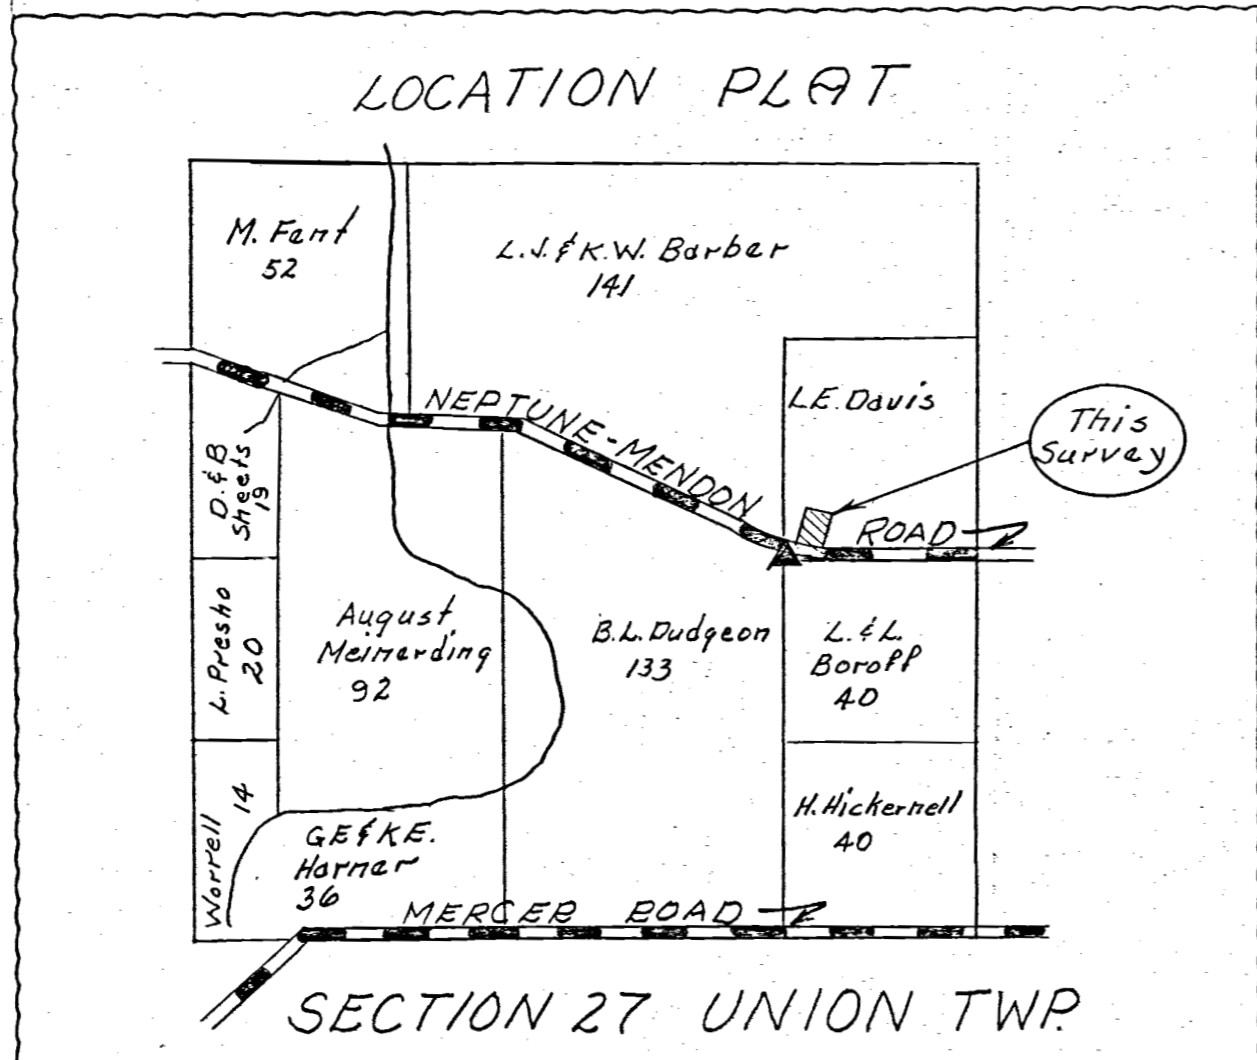 LOCATION PLAT
M. Fent
52
L.J. & K.W. Barber
141
L.E. Davis
This
Survey
NEPTUNE-MENDON
ROAD
D. & B
Sheets
19
L. Presho
20
August
Meinerding
92
B.L. Dudgeon
133
L. & L.
Boroff
40
Worrell
14
GE & KE.
Harner
36
H. Hickernell
40
MERCER ROAD
SECTION 27 UNION TWP.